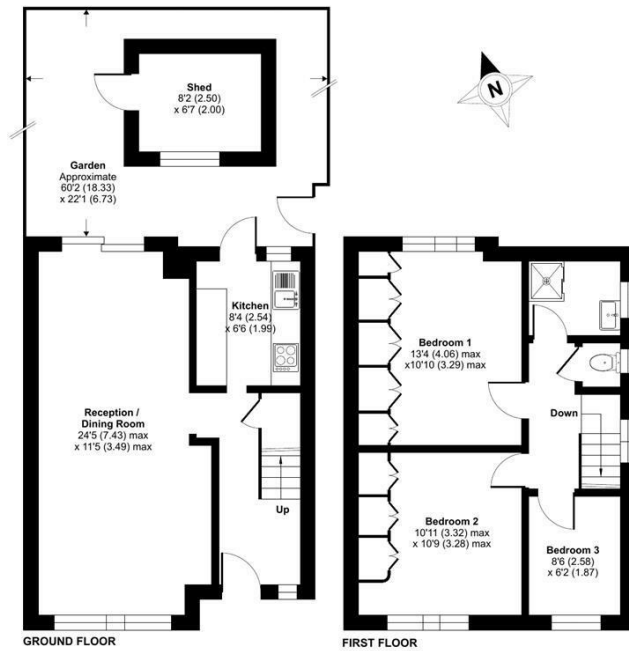 Shed
8'2 (2.50)
x 6'7 (2.00)
N
Garden
Approximate
60'2 (18.33)
x 22'1 (6.73)
Kitchen
8'4 (2.54)
x 6'6 (1.99)
Reception /
Dining Room
24'5 (7.43) max
x 11'5 (3.49) max
Up
GROUND FLOOR
Bedroom 1
13'4 (4.06) max
x10'10 (3.29) max
Down
Bedroom 2
10'11 (3.32) max
x 10'9 (3.28) max
Bedroom 3
8'6 (2.58)
x 6'2 (1.87)
FIRST FLOOR